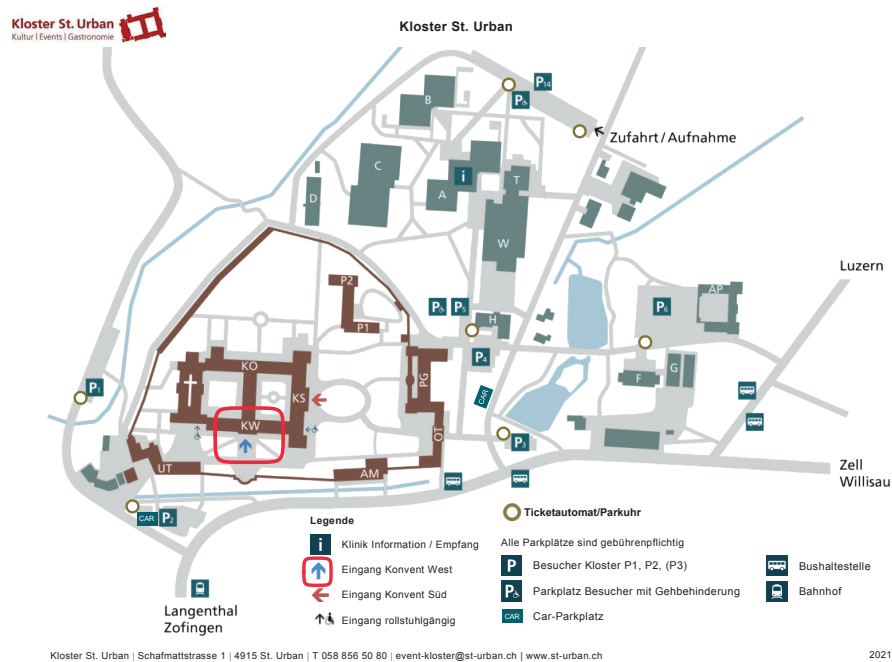 Kloster St. Urban
Kultur | Events | Gastronomie
Kloster St. Urban
P14
P
B
Zufahrt / Aufnahme
C
i
T
A
D
W
Luzern
P2
AP
P P5
P6
H
P1
KO
P4
PG
G
F
P1
KS
CAR
KW
OT
P3
UT
AM
Zell
Willisau
CAR P2
Langenthal
Zofingen
Legende
i Klinik Information / Empfang
Eingang Konvent West
Eingang Konvent Süd
Eingang rollstuhlgängig
Ticketautomat/Parkuhr
Alle Parkplätze sind gebührenpflichtig
P Besucher Kloster P1, P2, (P3)
P Parkplatz Besucher mit Gehbehinderung
CAR Car-Parkplatz
Bushaltestelle
Bahnhof
Kloster St. Urban | Schafmattstrasse 1 | 4915 St. Urban | T 058 856 50 80 | event-kloster@st-urban.ch | www.st-urban.ch
2021